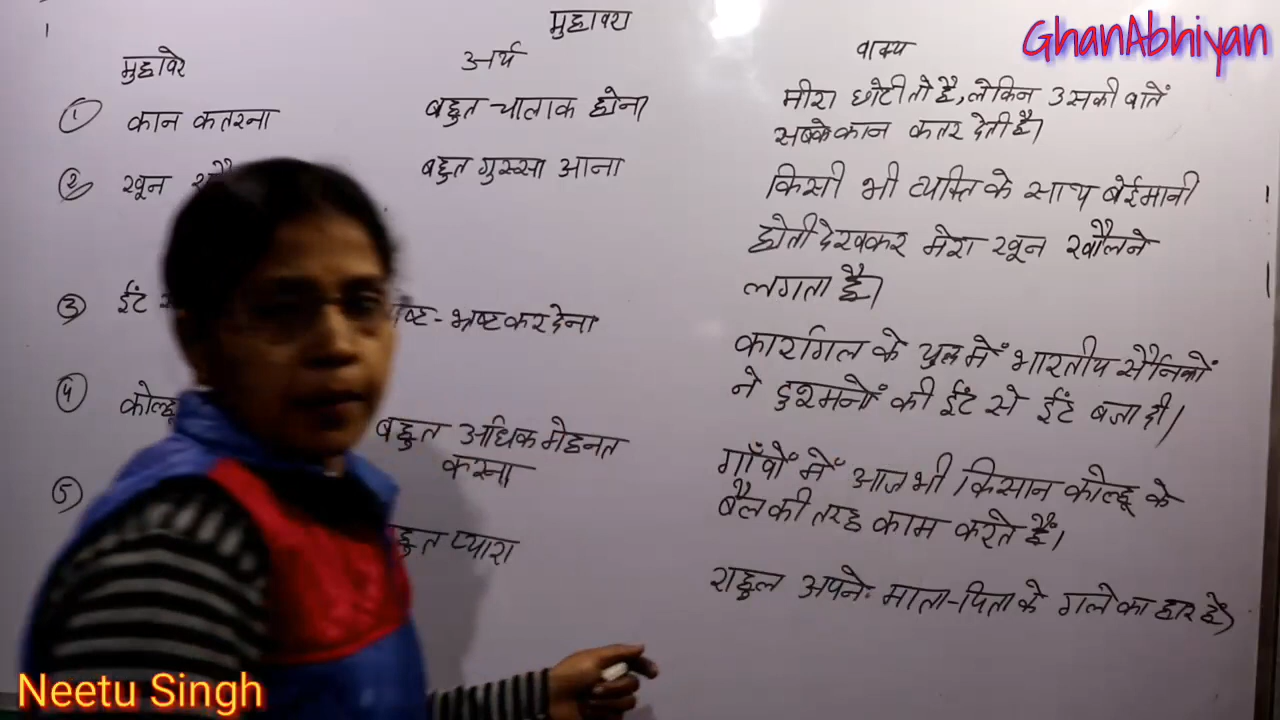 मुहावरा
GhanAbhiyan
मुहावरे
अर्थ
वाक्य
① कान कतरना
बहुत चालाक होना
मीरा छोटी तो है, लेकिन उसकी बातें
सबके कान कतर देती है।
② खून
बहुत गुस्सा आना
किसी भी व्यक्ति के साथ बेईमानी
होती देखकर मेरा खून खौलने
लगता है।
③ ईंट
भ्रष्ट कर देना
कारगिल के युद्ध में भारतीय सैनिकों
ने दुश्मनों की ईंट से ईंट बजा दी।
④ कोल्हू
बहुत अधिक मेहनत
करना
गाँवों में आज भी किसान कोल्हू के
बैल की तरह काम करते हैं।
⑤
प्यारा
राहुल अपने माता-पिता के गले का हार है।
Neetu Singh